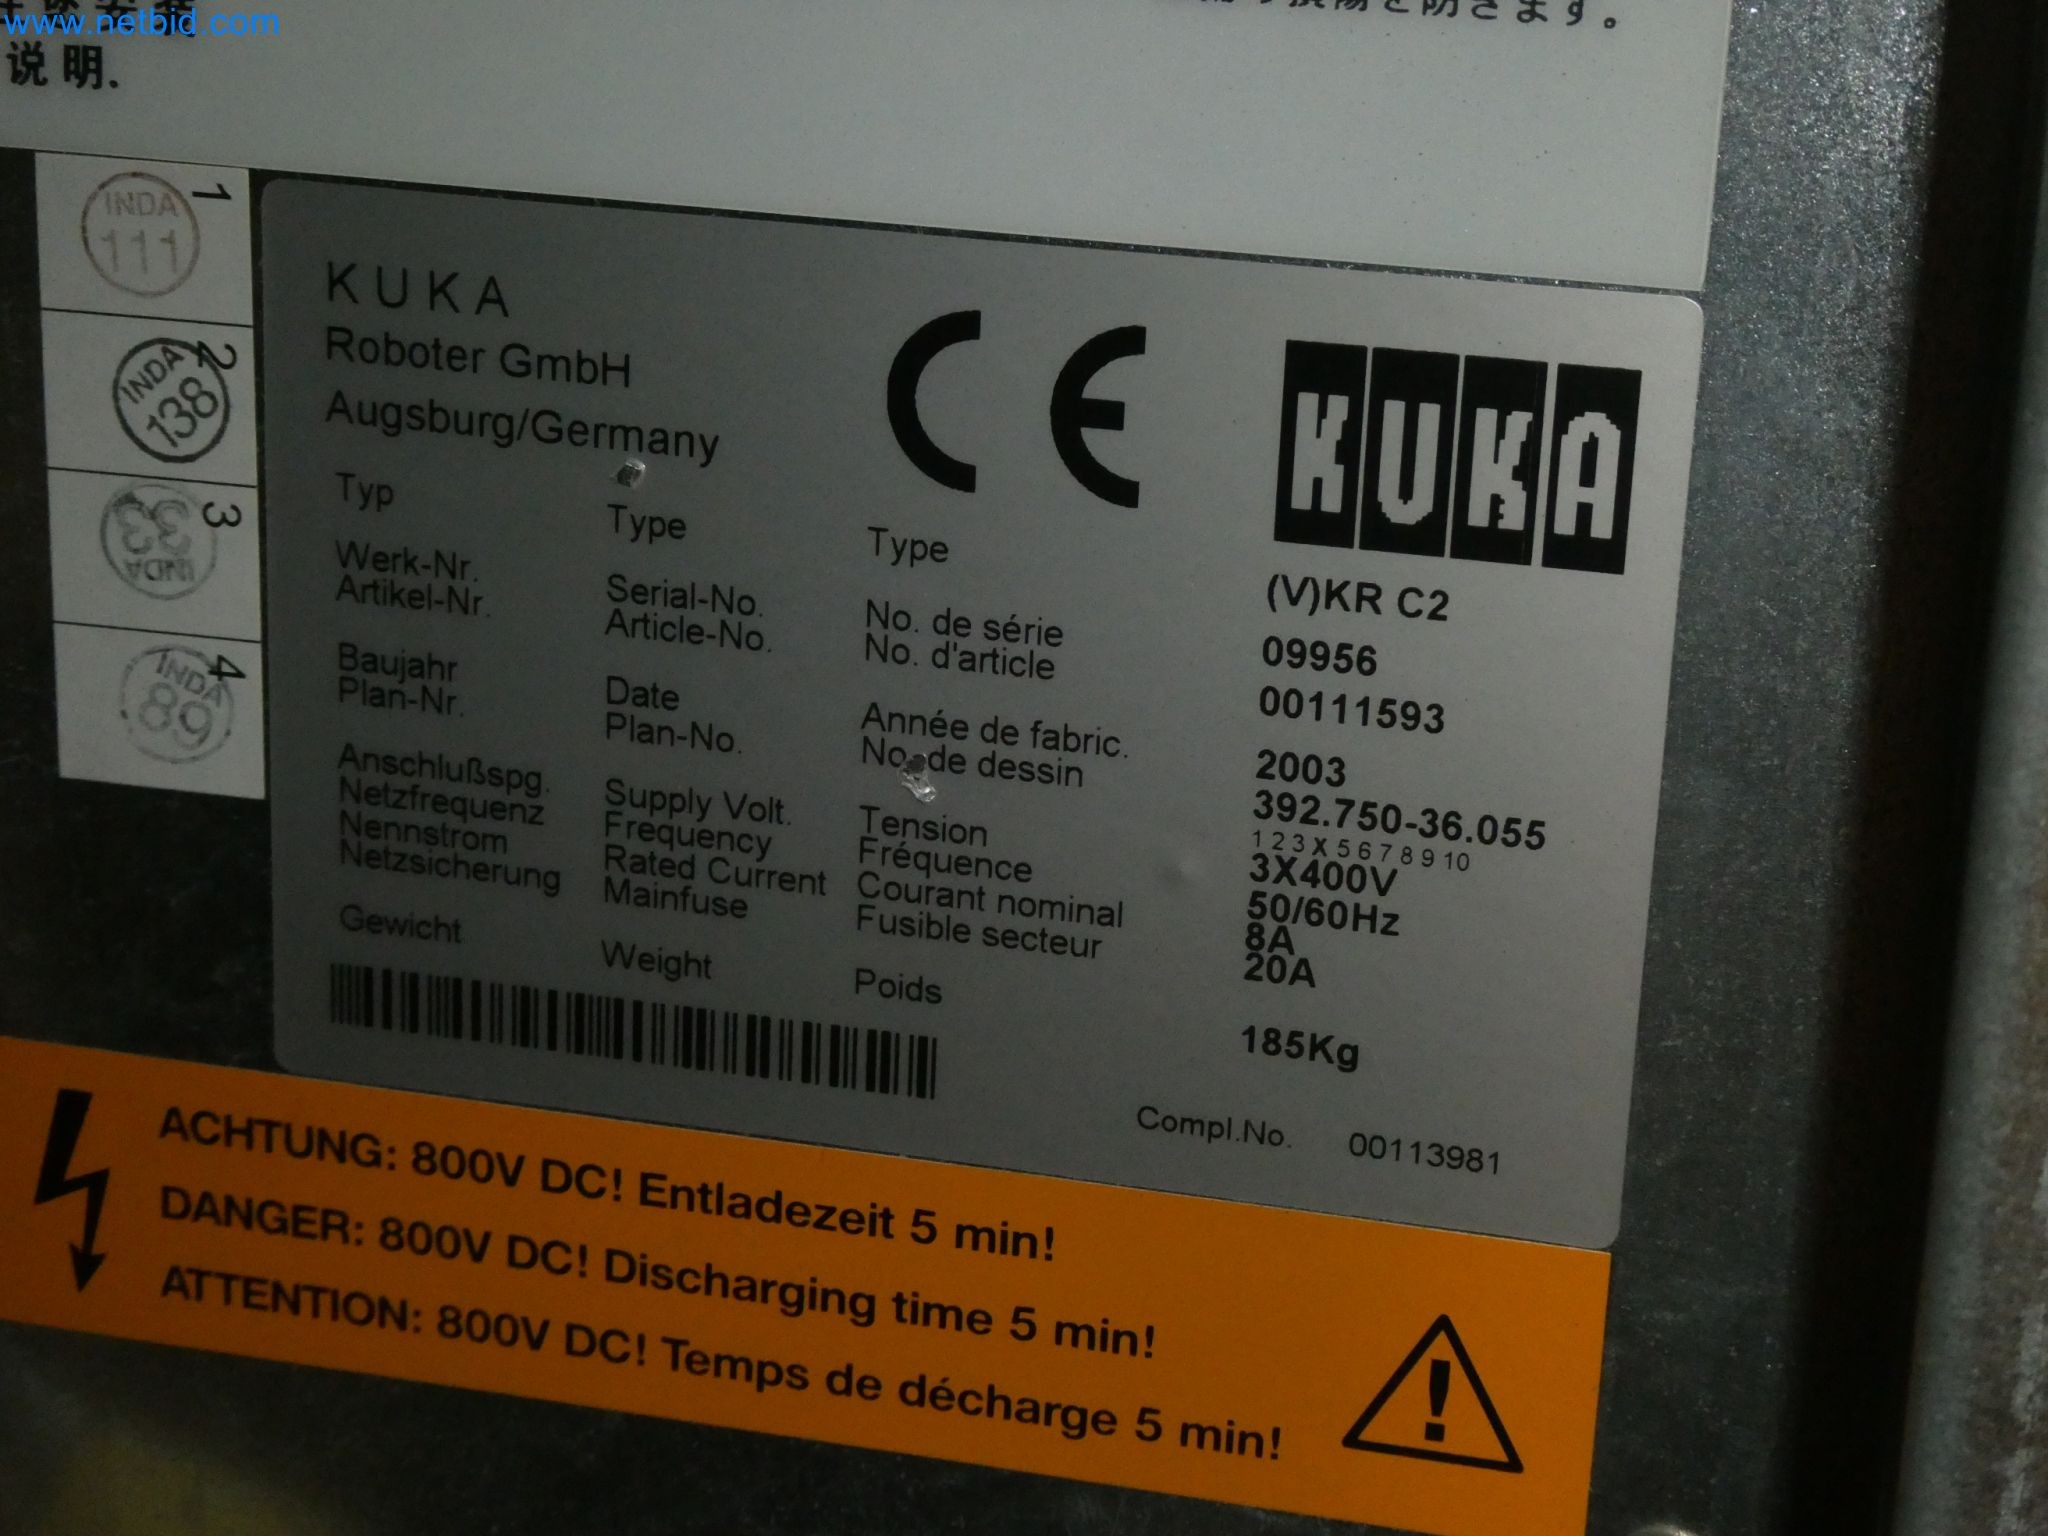 www.netbid.com
说明.
INDA 111 1
INDA 138 2
INDA 33 3
INDA 89 4
KUKA
Roboter GmbH
Augsburg/Germany
CE
KUKA
Typ Type Type (V)KR C2
Werk-Nr. Serial-No. No. de série 09956
Artikel-Nr. Article-No. No. d'article 00111593
Baujahr Date Année de fabric. 2003
Plan-Nr. Plan-No. No. de dessin 392.750-36.055
1 2 3 X 5 6 7 8 9 10
Anschlußspg. Supply Volt. Tension 3X400V
Netzfrequenz Frequency Fréquence 50/60Hz
Nennstrom Rated Current Courant nominal 8A
Netzsicherung Mainfuse Fusible secteur 20A
Gewicht Weight Poids 185Kg
Compl.No. 00113981
ACHTUNG: 800V DC! Entladezeit 5 min!
DANGER: 800V DC! Discharging time 5 min!
ATTENTION: 800V DC! Temps de décharge 5 min!